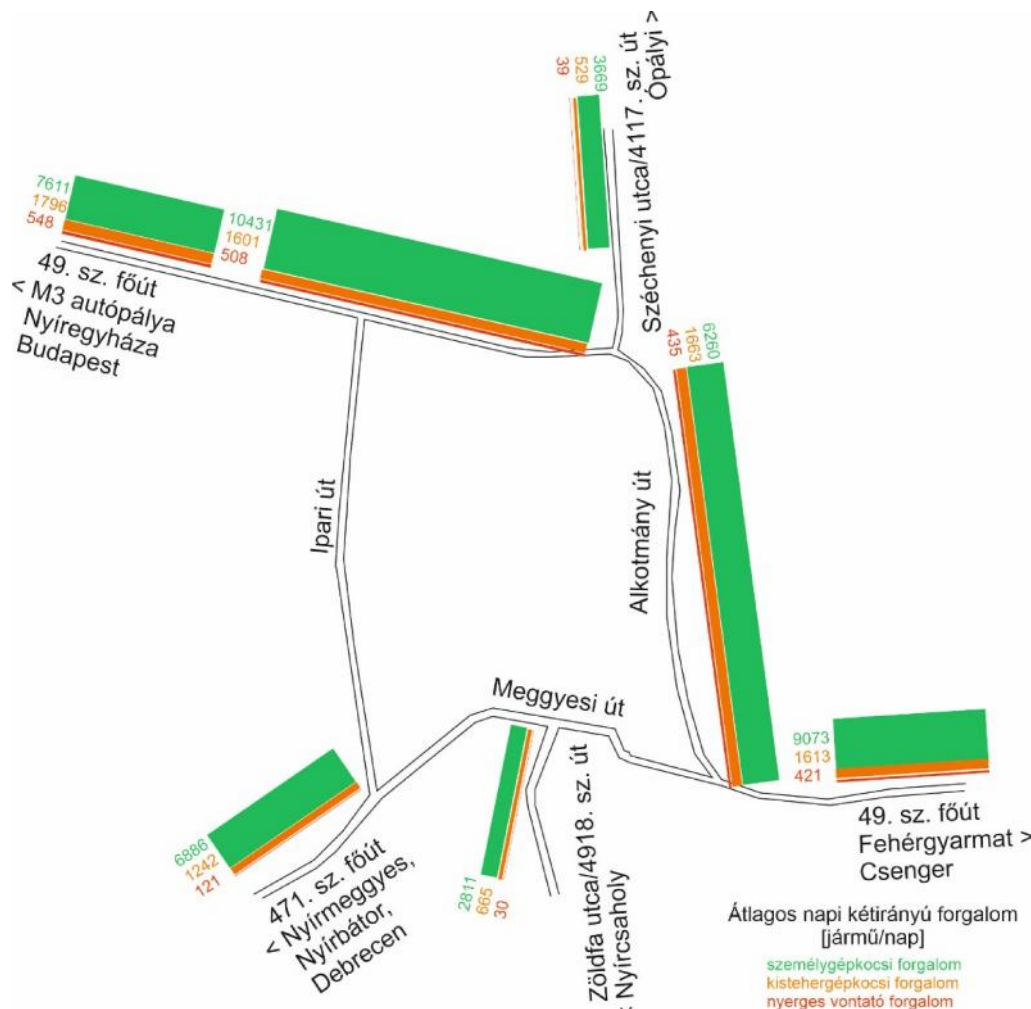 3669
529
39
Széchenyi utca/4117. sz. út
Ópályi >
7611
1796
548
10431
1601
508
49. sz. főút
< M3 autópálya
Nyíregyháza
Budapest
6260
1663
435
Ipari út
Alkotmány út
Meggyesi út
9073
1613
421
49. sz. főút
Fehérgyarmat >
Csenger
6886
1242
121
471. sz. főút
< Nyírmeggyes,
Nyírbátor,
Debrecen
2811
665
30
Zöldfa utca/4918. sz. út
< Nyírcsaholy
Átlagos napi kétirányú forgalom
[jármű/nap]
személygépkocsi forgalom
kistehergépkocsi forgalom
nyerges vontató forgalom